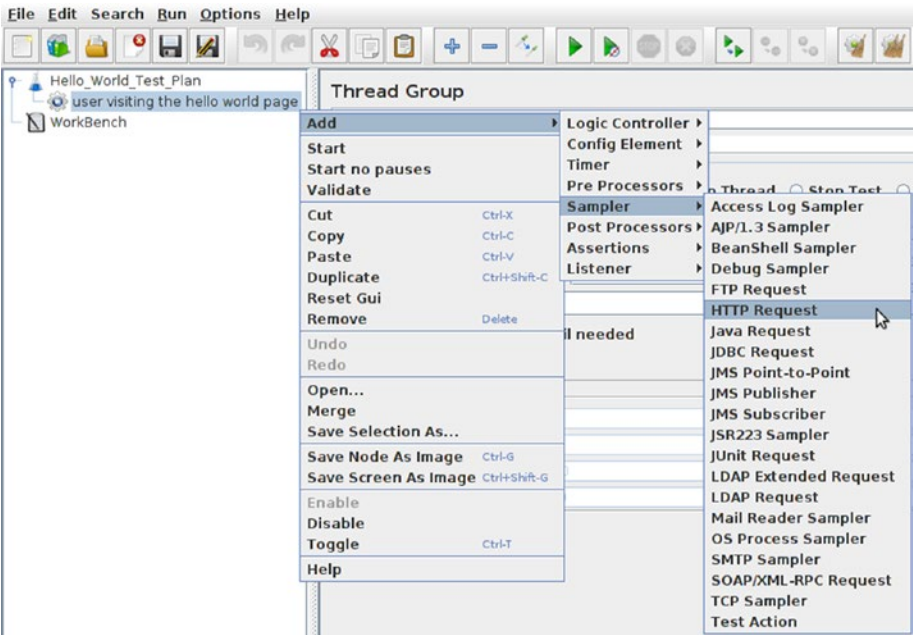 File Edit Search Run Options Help
Hello_World_Test_Plan
user visiting the hello world page
WorkBench
Thread Group
Add
Start
Start no pauses
Validate
Cut Ctrl-X
Copy Ctrl-C
Paste Ctrl-V
Duplicate Ctrl+Shift-C
Reset Gui
Remove Delete
Undo
Redo
Open...
Merge
Save Selection As...
Save Node As Image Ctrl-G
Save Screen As Image Ctrl+Shift-G
Enable
Disable
Toggle Ctrl-T
Help
Logic Controller
Config Element
Timer
Pre Processors
Sampler
Post Processors
Assertions
Listener
Thread Stop Test
il needed
Access Log Sampler
AJP/1.3 Sampler
BeanShell Sampler
Debug Sampler
FTP Request
HTTP Request
Java Request
JDBC Request
JMS Point-to-Point
JMS Publisher
JMS Subscriber
JSR223 Sampler
JUnit Request
LDAP Extended Request
LDAP Request
Mail Reader Sampler
OS Process Sampler
SMTP Sampler
SOAP/XML-RPC Request
TCP Sampler
Test Action